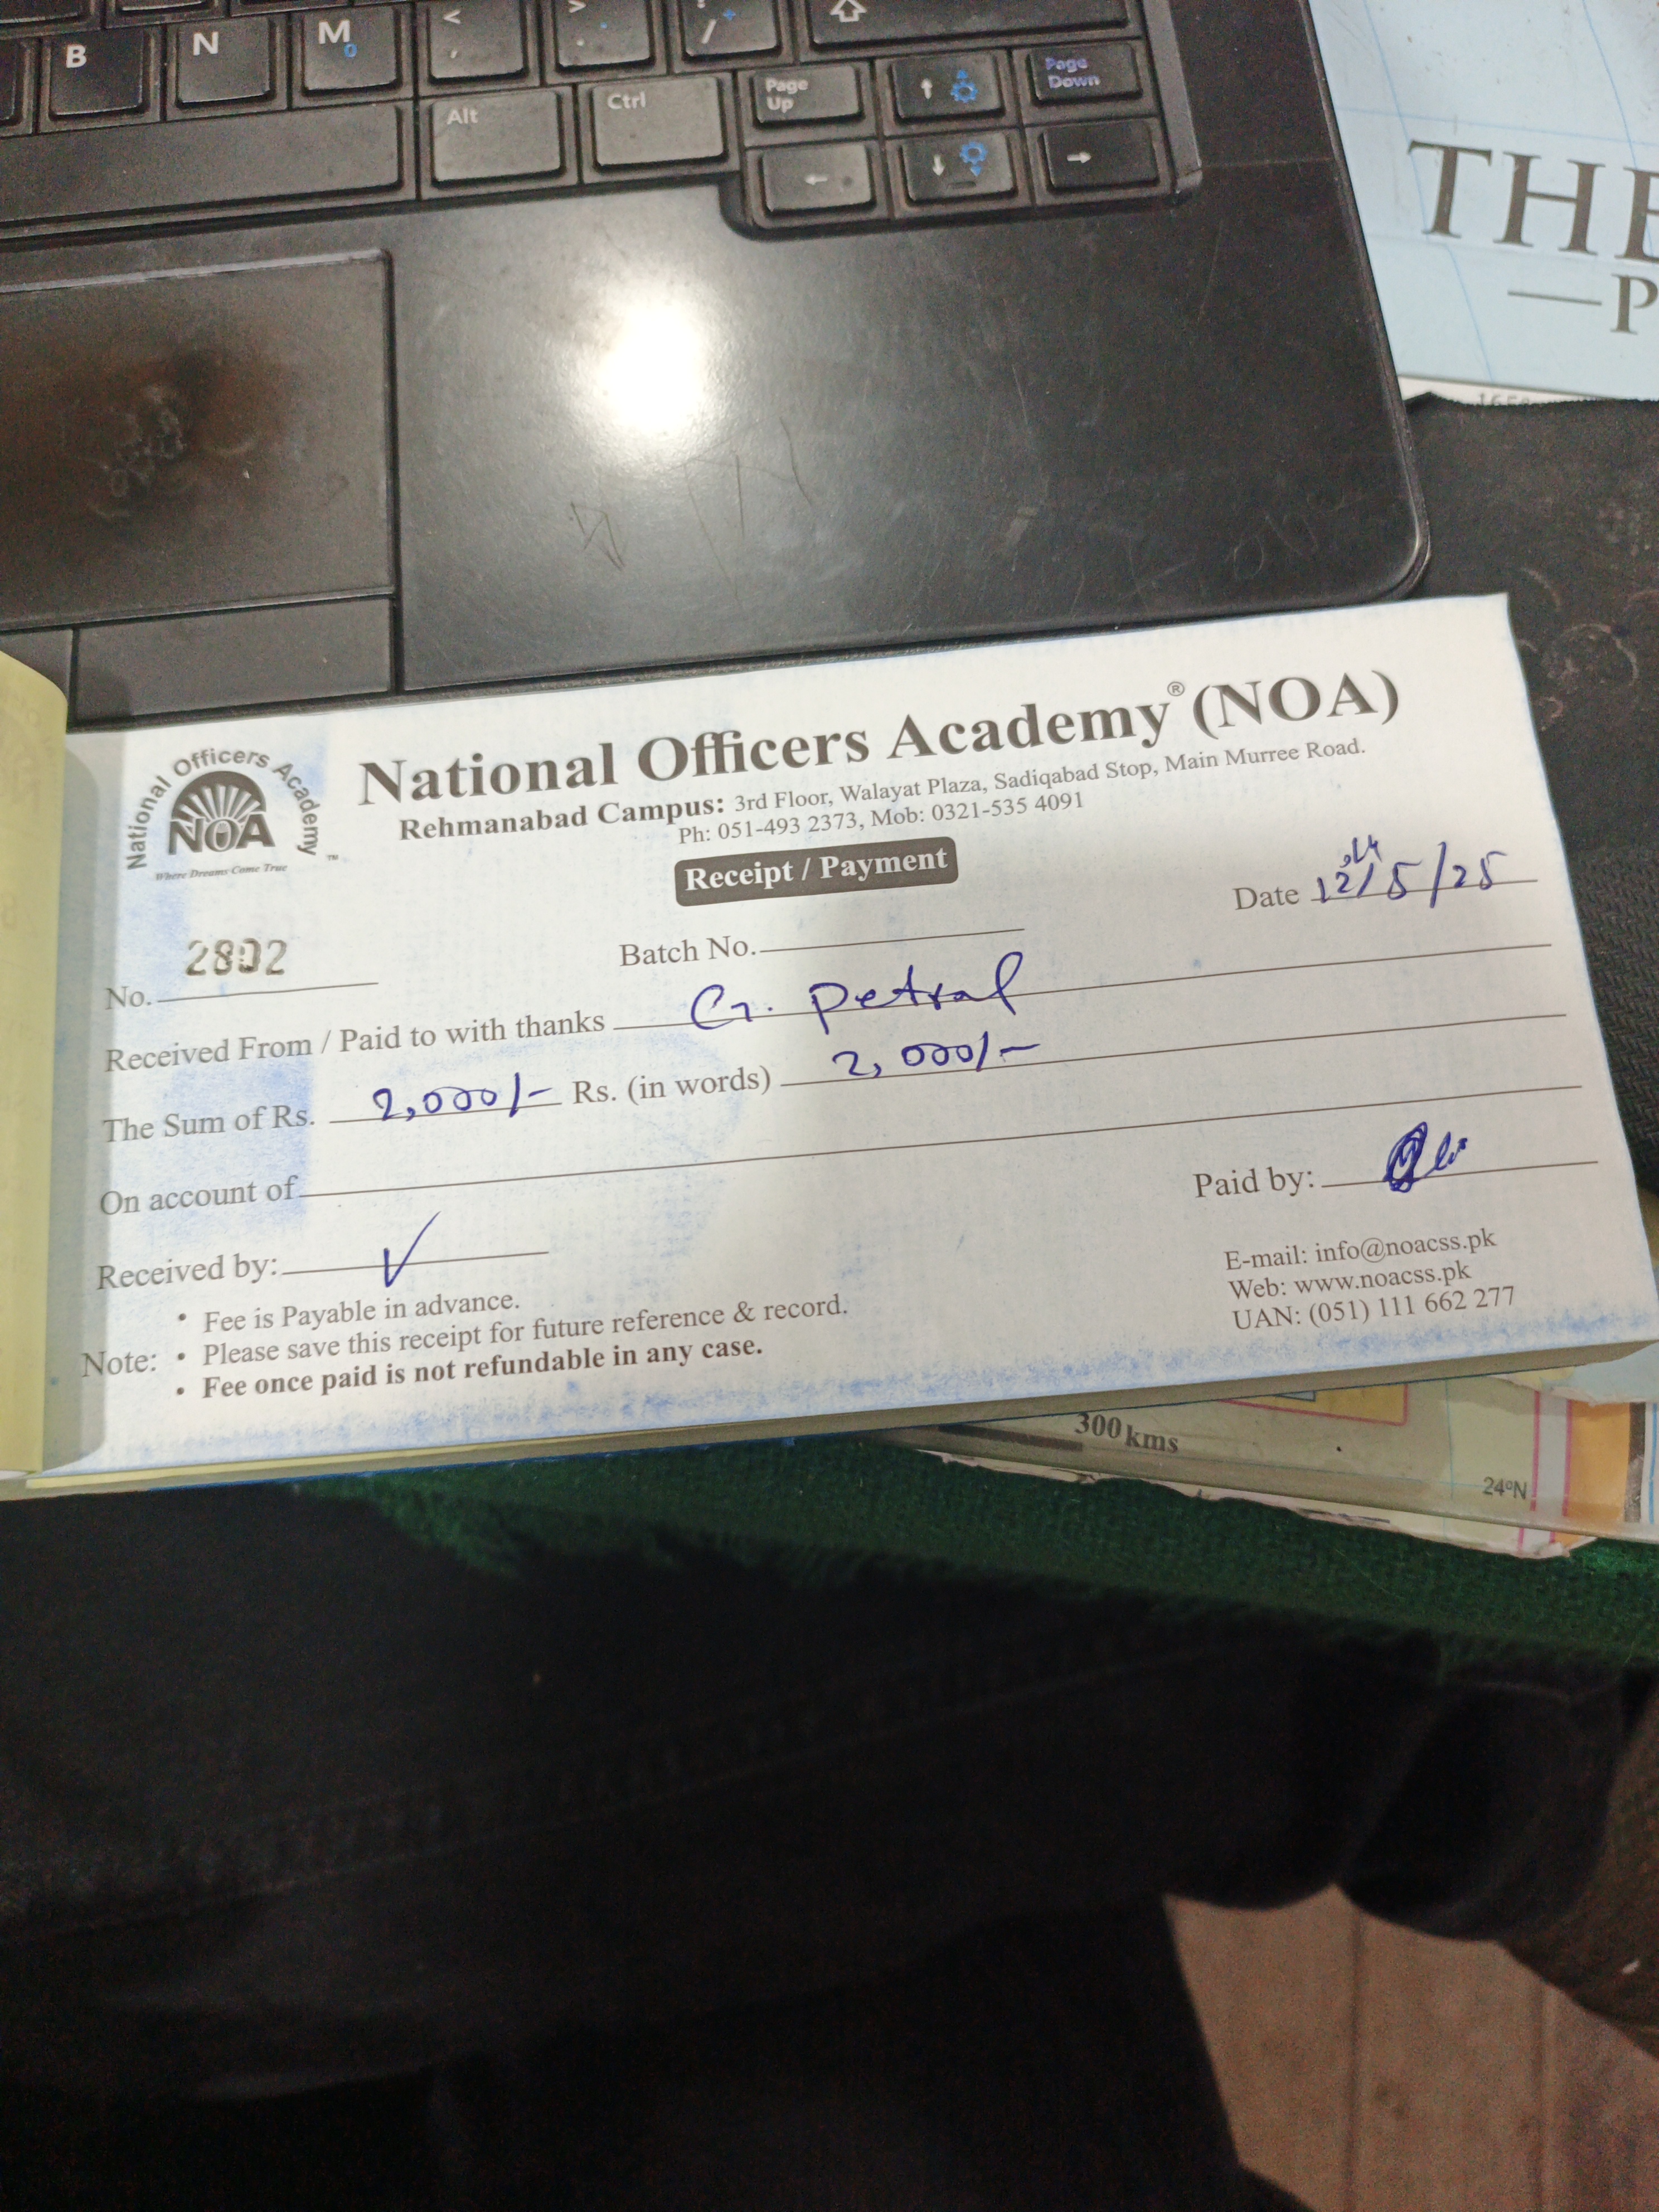 B N M < > /
0 , . +
Alt Ctrl Page Up Page Down
THE
P
National Officers Academy
NOA
Where Dreams Come True
TM
National Officers Academy® (NOA)
Rehmanabad Campus: 3rd Floor, Walayat Plaza, Sadiqabad Stop, Main Murree Road.
Ph: 051-493 2373, Mob: 0321-535 4091
Receipt / Payment
Date 12th/5/25
No. 2802 Batch No.
Received From / Paid to with thanks G. Petral
The Sum of Rs. 2,000/- Rs. (in words) 2,000/-
On account of
Received by: Paid by:
Note:
• Fee is Payable in advance.
• Please save this receipt for future reference & record.
• Fee once paid is not refundable in any case.
E-mail: info@noacss.pk
Web: www.noacss.pk
UAN: (051) 111 662 277
300 kms
24°N